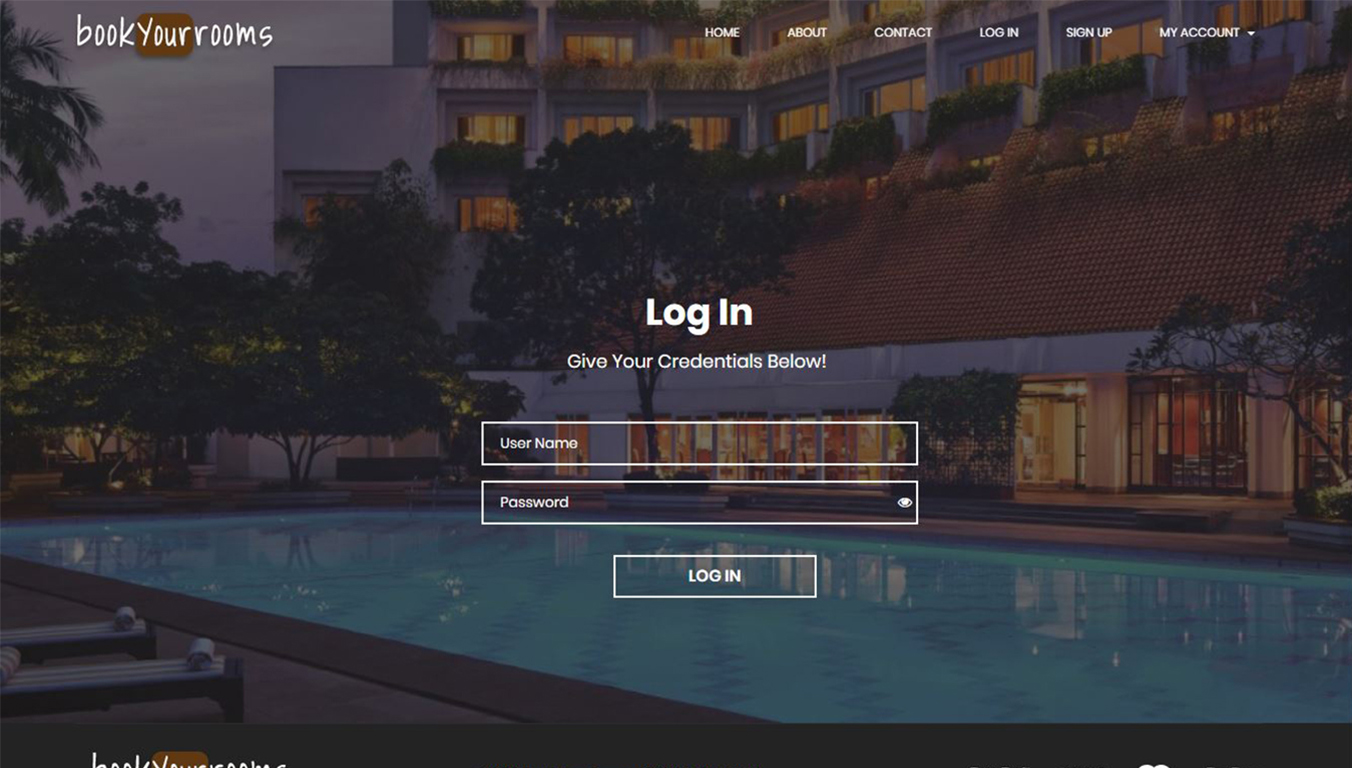 bookYourrooms
HOME ABOUT CONTACT LOG IN SIGN UP MY ACCOUNT
Log In
Give Your Credentials Below!
User Name
Password
LOG IN
bookYourrooms